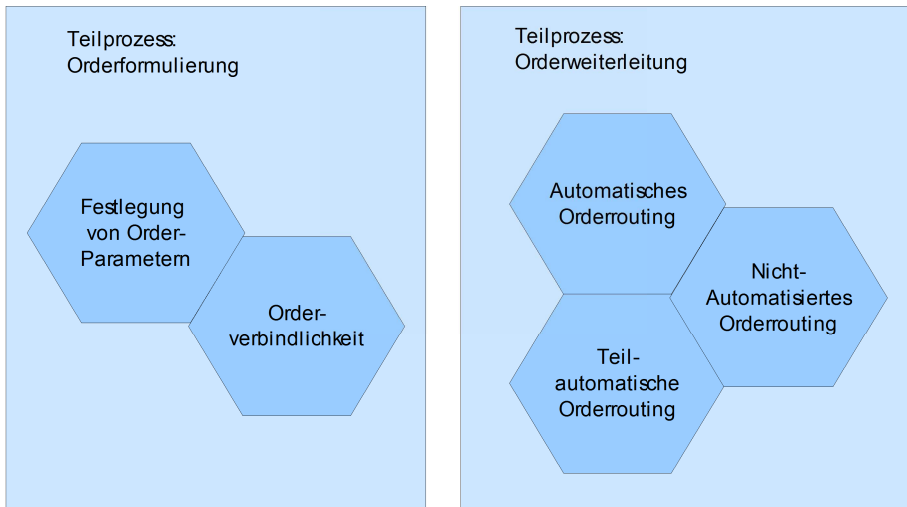 Teilprozess:
Orderformulierung
Festlegung
von Order-
Parametern
Order-
verbindlichkeit
Teilprozess:
Orderweiterleitung
Automatisches
Orderrouting
Nicht-
Automatisiertes
Orderrouting
Teil-
automatische
Orderrouting